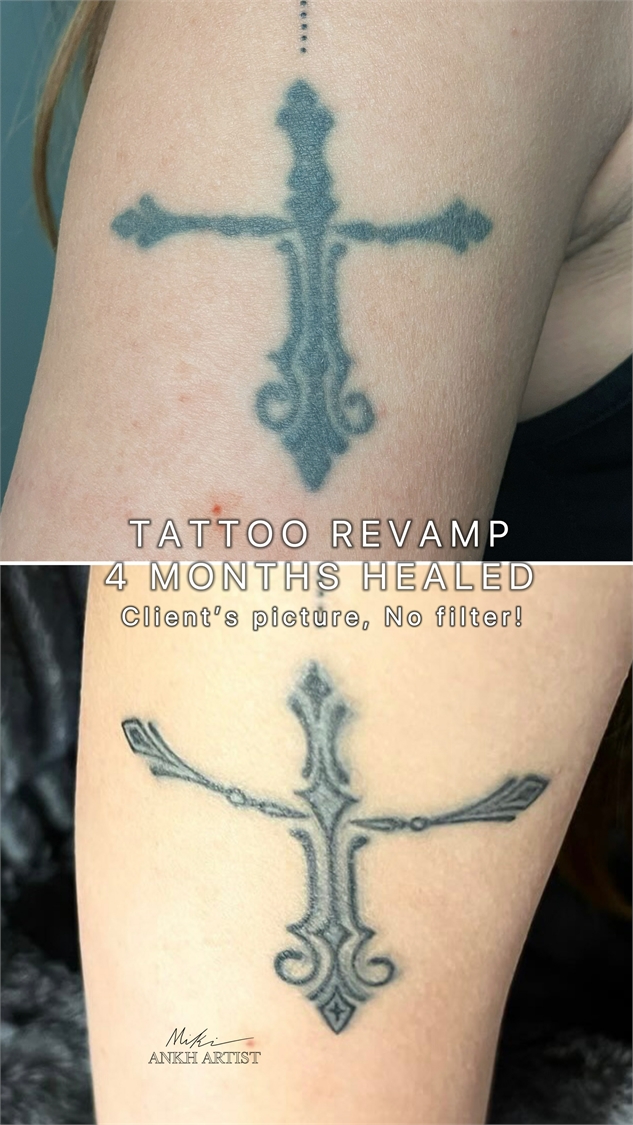 TATTOO REVAMP
4 MONTHS HEALED
Client's picture, No filter!
Miki
ANKH ARTIST